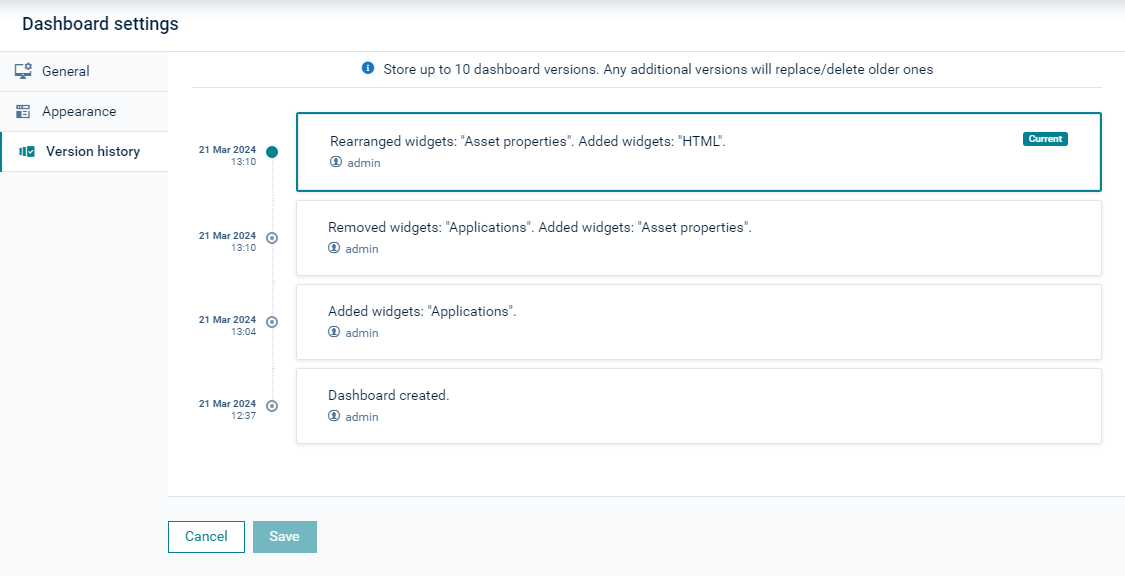 Dashboard settings
General
Appearance
Version history
Store up to 10 dashboard versions. Any additional versions will replace/delete older ones
21 Mar 2024
13:10
Rearranged widgets: "Asset properties". Added widgets: "HTML".
Current
admin
21 Mar 2024
13:10
Removed widgets: "Applications". Added widgets: "Asset properties".
admin
21 Mar 2024
13:04
Added widgets: "Applications".
admin
21 Mar 2024
12:37
Dashboard created.
admin
Cancel
Save